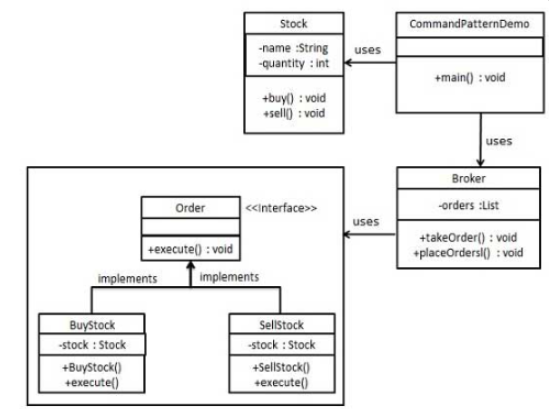 Stock
-name :String
-quantity : int
+buy() : void
+sell() : void
uses
CommandPatternDemo
+main() : void
uses
Broker
-orders :List
+takeOrder() : void
+placeOrdersl() : void
uses
Order
<<Interface>>
+execute() : void
implements
implements
BuyStock
-stock : Stock
+BuyStock()
+execute()
SellStock
-stock : Stock
+SellStock()
+execute()